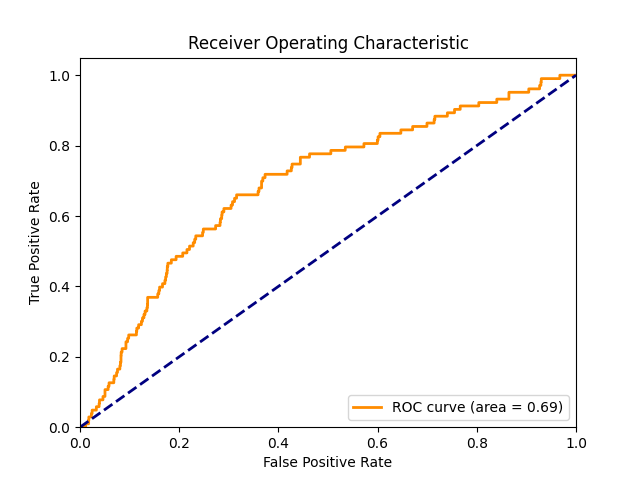 Receiver Operating Characteristic
True Positive Rate
1.0
0.8
0.6
0.4
0.2
0.0
ROC curve (area = 0.69)
0.0 0.2 0.4 0.6 0.8 1.0
False Positive Rate